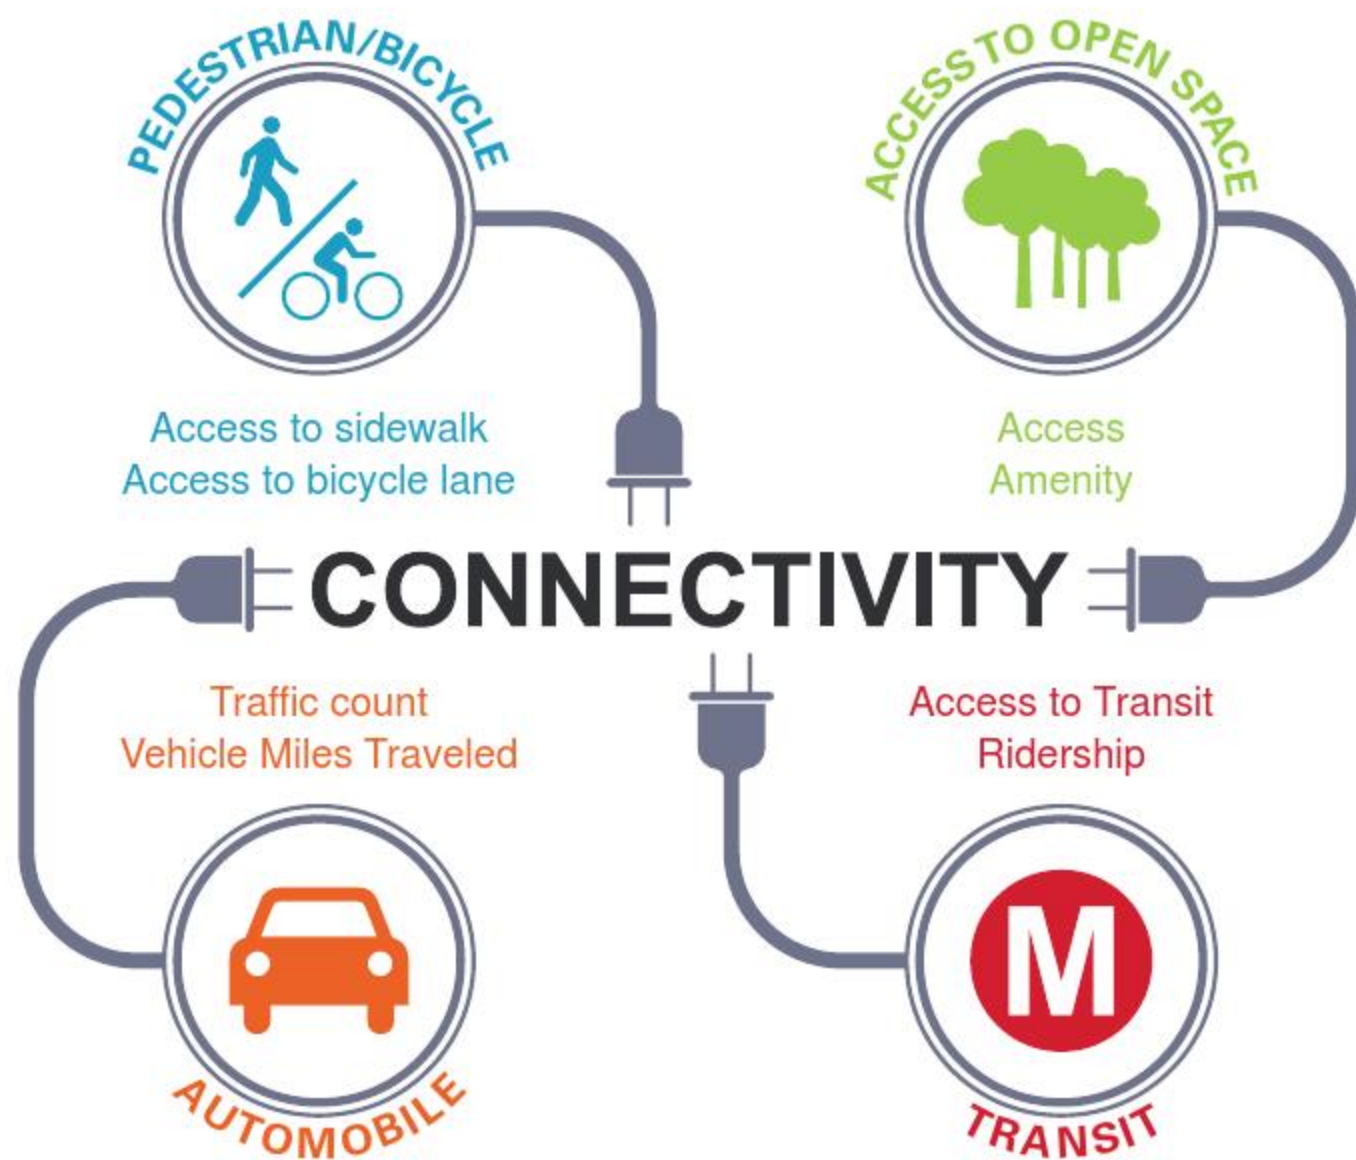 PEDESTRIAN/BICYCLE
Access to sidewalk
Access to bicycle lane
ACCESS TO OPEN SPACE
Access
Amenity
CONNECTIVITY
Traffic count
Vehicle Miles Traveled
AUTOMOBILE
Access to Transit
Ridership
M
TRANSIT